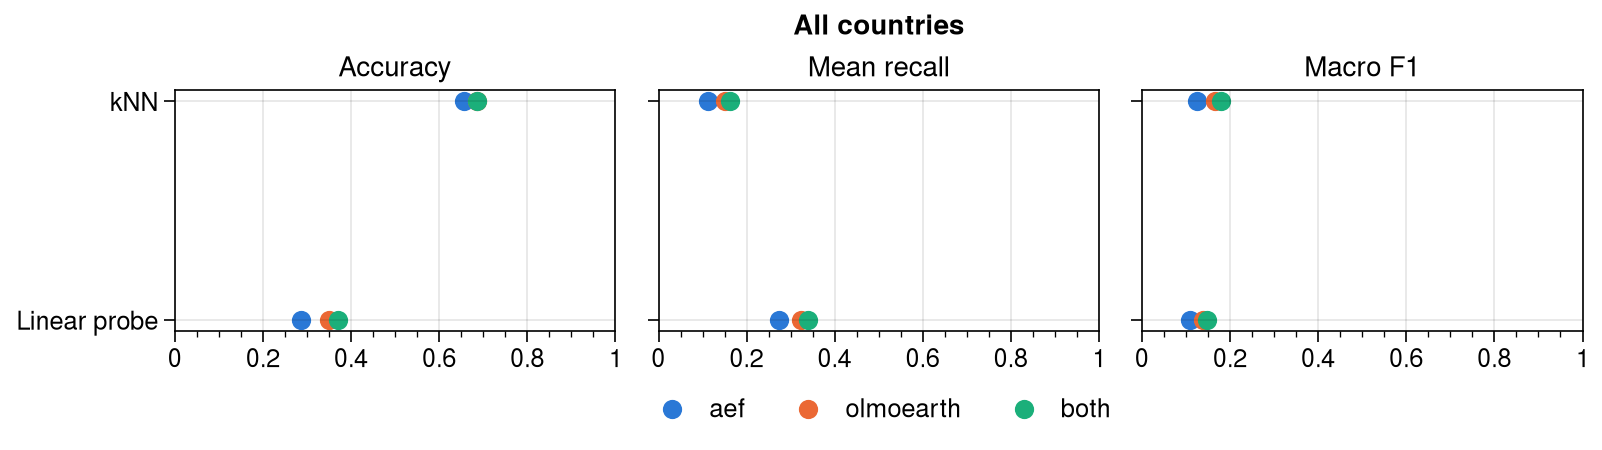 All countries
Accuracy
Mean recall
Macro F1
kNN
Linear probe
0 0.2 0.4 0.6 0.8 1
0 0.2 0.4 0.6 0.8 1
0 0.2 0.4 0.6 0.8 1
aef olmoearth both